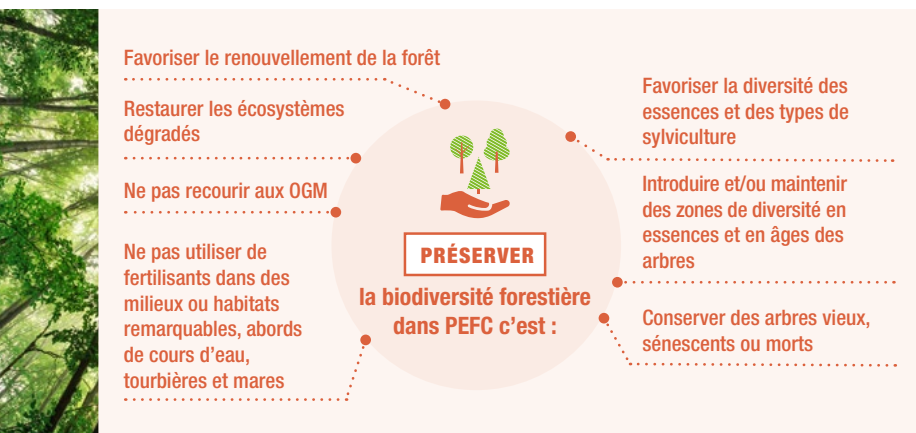 Favoriser le renouvellement de la forêt
Restaurer les écosystèmes
dégradés
Ne pas recourir aux OGM
Ne pas utiliser de
fertilisants dans des
milieux ou habitats
remarquables, abords
de cours d'eau,
tourbières et mares
PRÉSERVER
la biodiversité forestière
dans PEFC c'est :
Favoriser la diversité des
essences et des types de
sylviculture
Introduire et/ou maintenir
des zones de diversité en
essences et en âges des
arbres
Conserver des arbres vieux,
sénescents ou morts